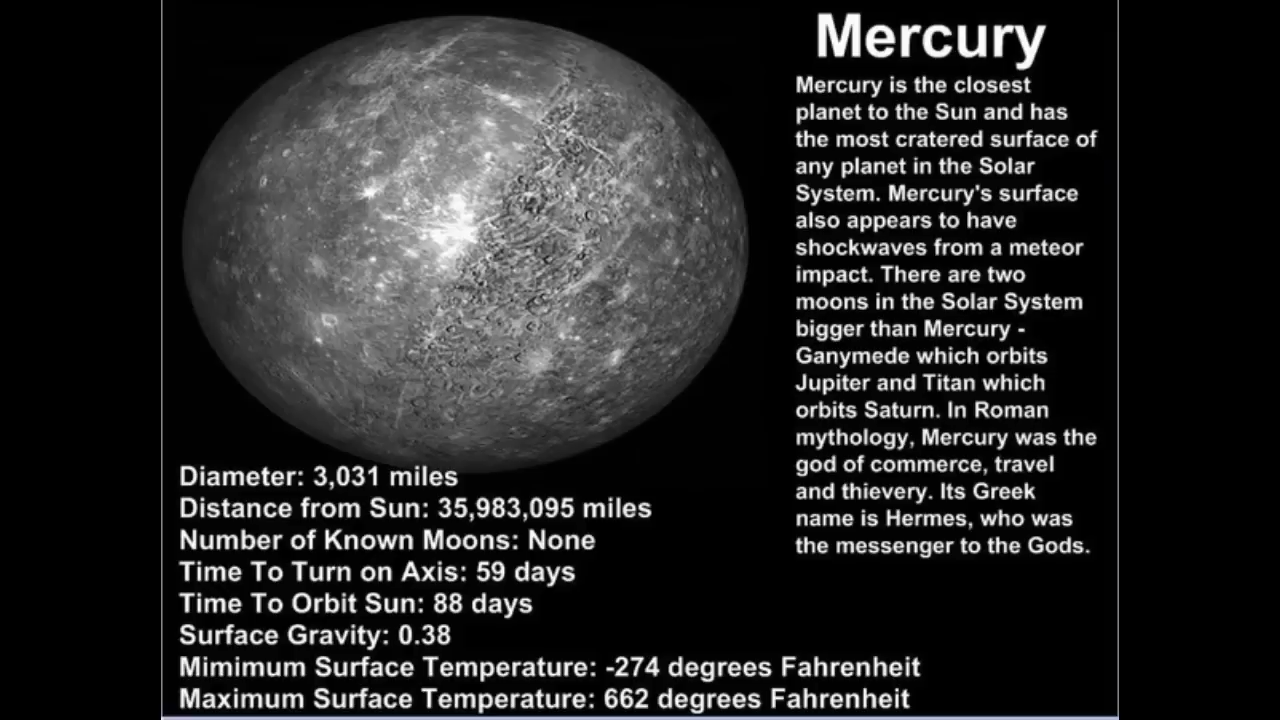 Mercury
Mercury is the closest
planet to the Sun and has
the most cratered surface of
any planet in the Solar
System. Mercury's surface
also appears to have
shockwaves from a meteor
impact. There are two
moons in the Solar System
bigger than Mercury -
Ganymede which orbits
Jupiter and Titan which
orbits Saturn. In Roman
mythology, Mercury was the
god of commerce, travel
and thievery. Its Greek
name is Hermes, who was
the messenger to the Gods.
Diameter: 3,031 miles
Distance from Sun: 35,983,095 miles
Number of Known Moons: None
Time To Turn on Axis: 59 days
Time To Orbit Sun: 88 days
Surface Gravity: 0.38
Mimimum Surface Temperature: -274 degrees Fahrenheit
Maximum Surface Temperature: 662 degrees Fahrenheit